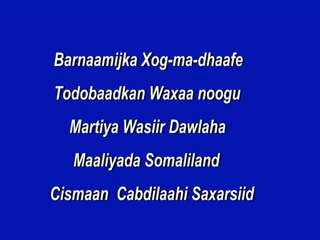 Barnaamijka Xog-ma-dhaafe
Todobaadkan Waxaa noogu
Martiya Wasiir Dawlaha
Maaliyada Somaliland
Cismaan Cabdilaahi Saxarsiid